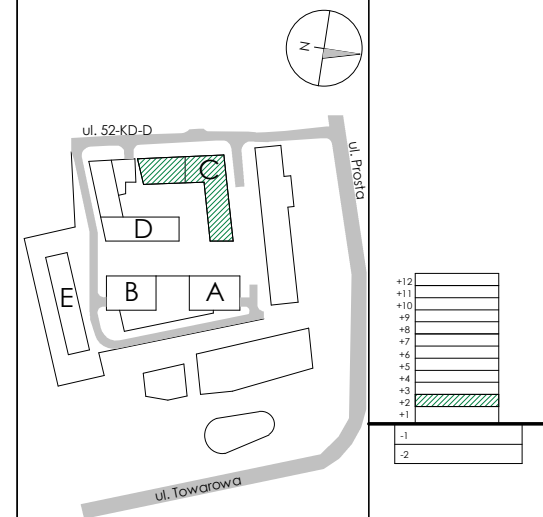 N
ul. 52-KD-D
ul. Prosta
C
D
E
B
A
ul. Towarowa
+12
+11
+10
+9
+8
+7
+6
+5
+4
+3
+2
+1
-1
-2